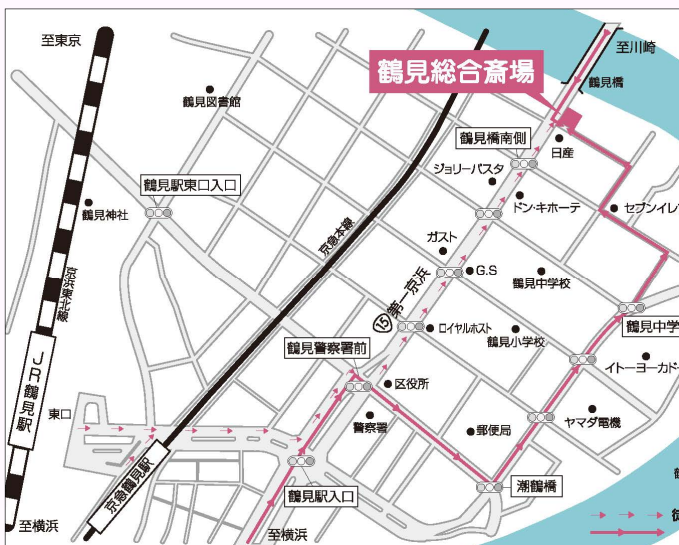 至東京
鶴見図書館
鶴見総合斎場
至川崎
鶴見橋
鶴見橋南側
日産
ジョリーパスタ
鶴見駅東口入口
鶴見神社
ドン・キホーテ
セブンイレ
京急本線
ガスト
G.S
鶴見中学校
京浜東北線
⑮第一京浜
ロイヤルホスト
鶴見小学校
鶴見中学
JR鶴見駅
鶴見警察署前
イトーヨーカドー
区役所
東口
警察署
郵便局
ヤマダ電機
京急鶴見駅
鶴見駅入口
潮鶴橋
至横浜
至横浜
徒